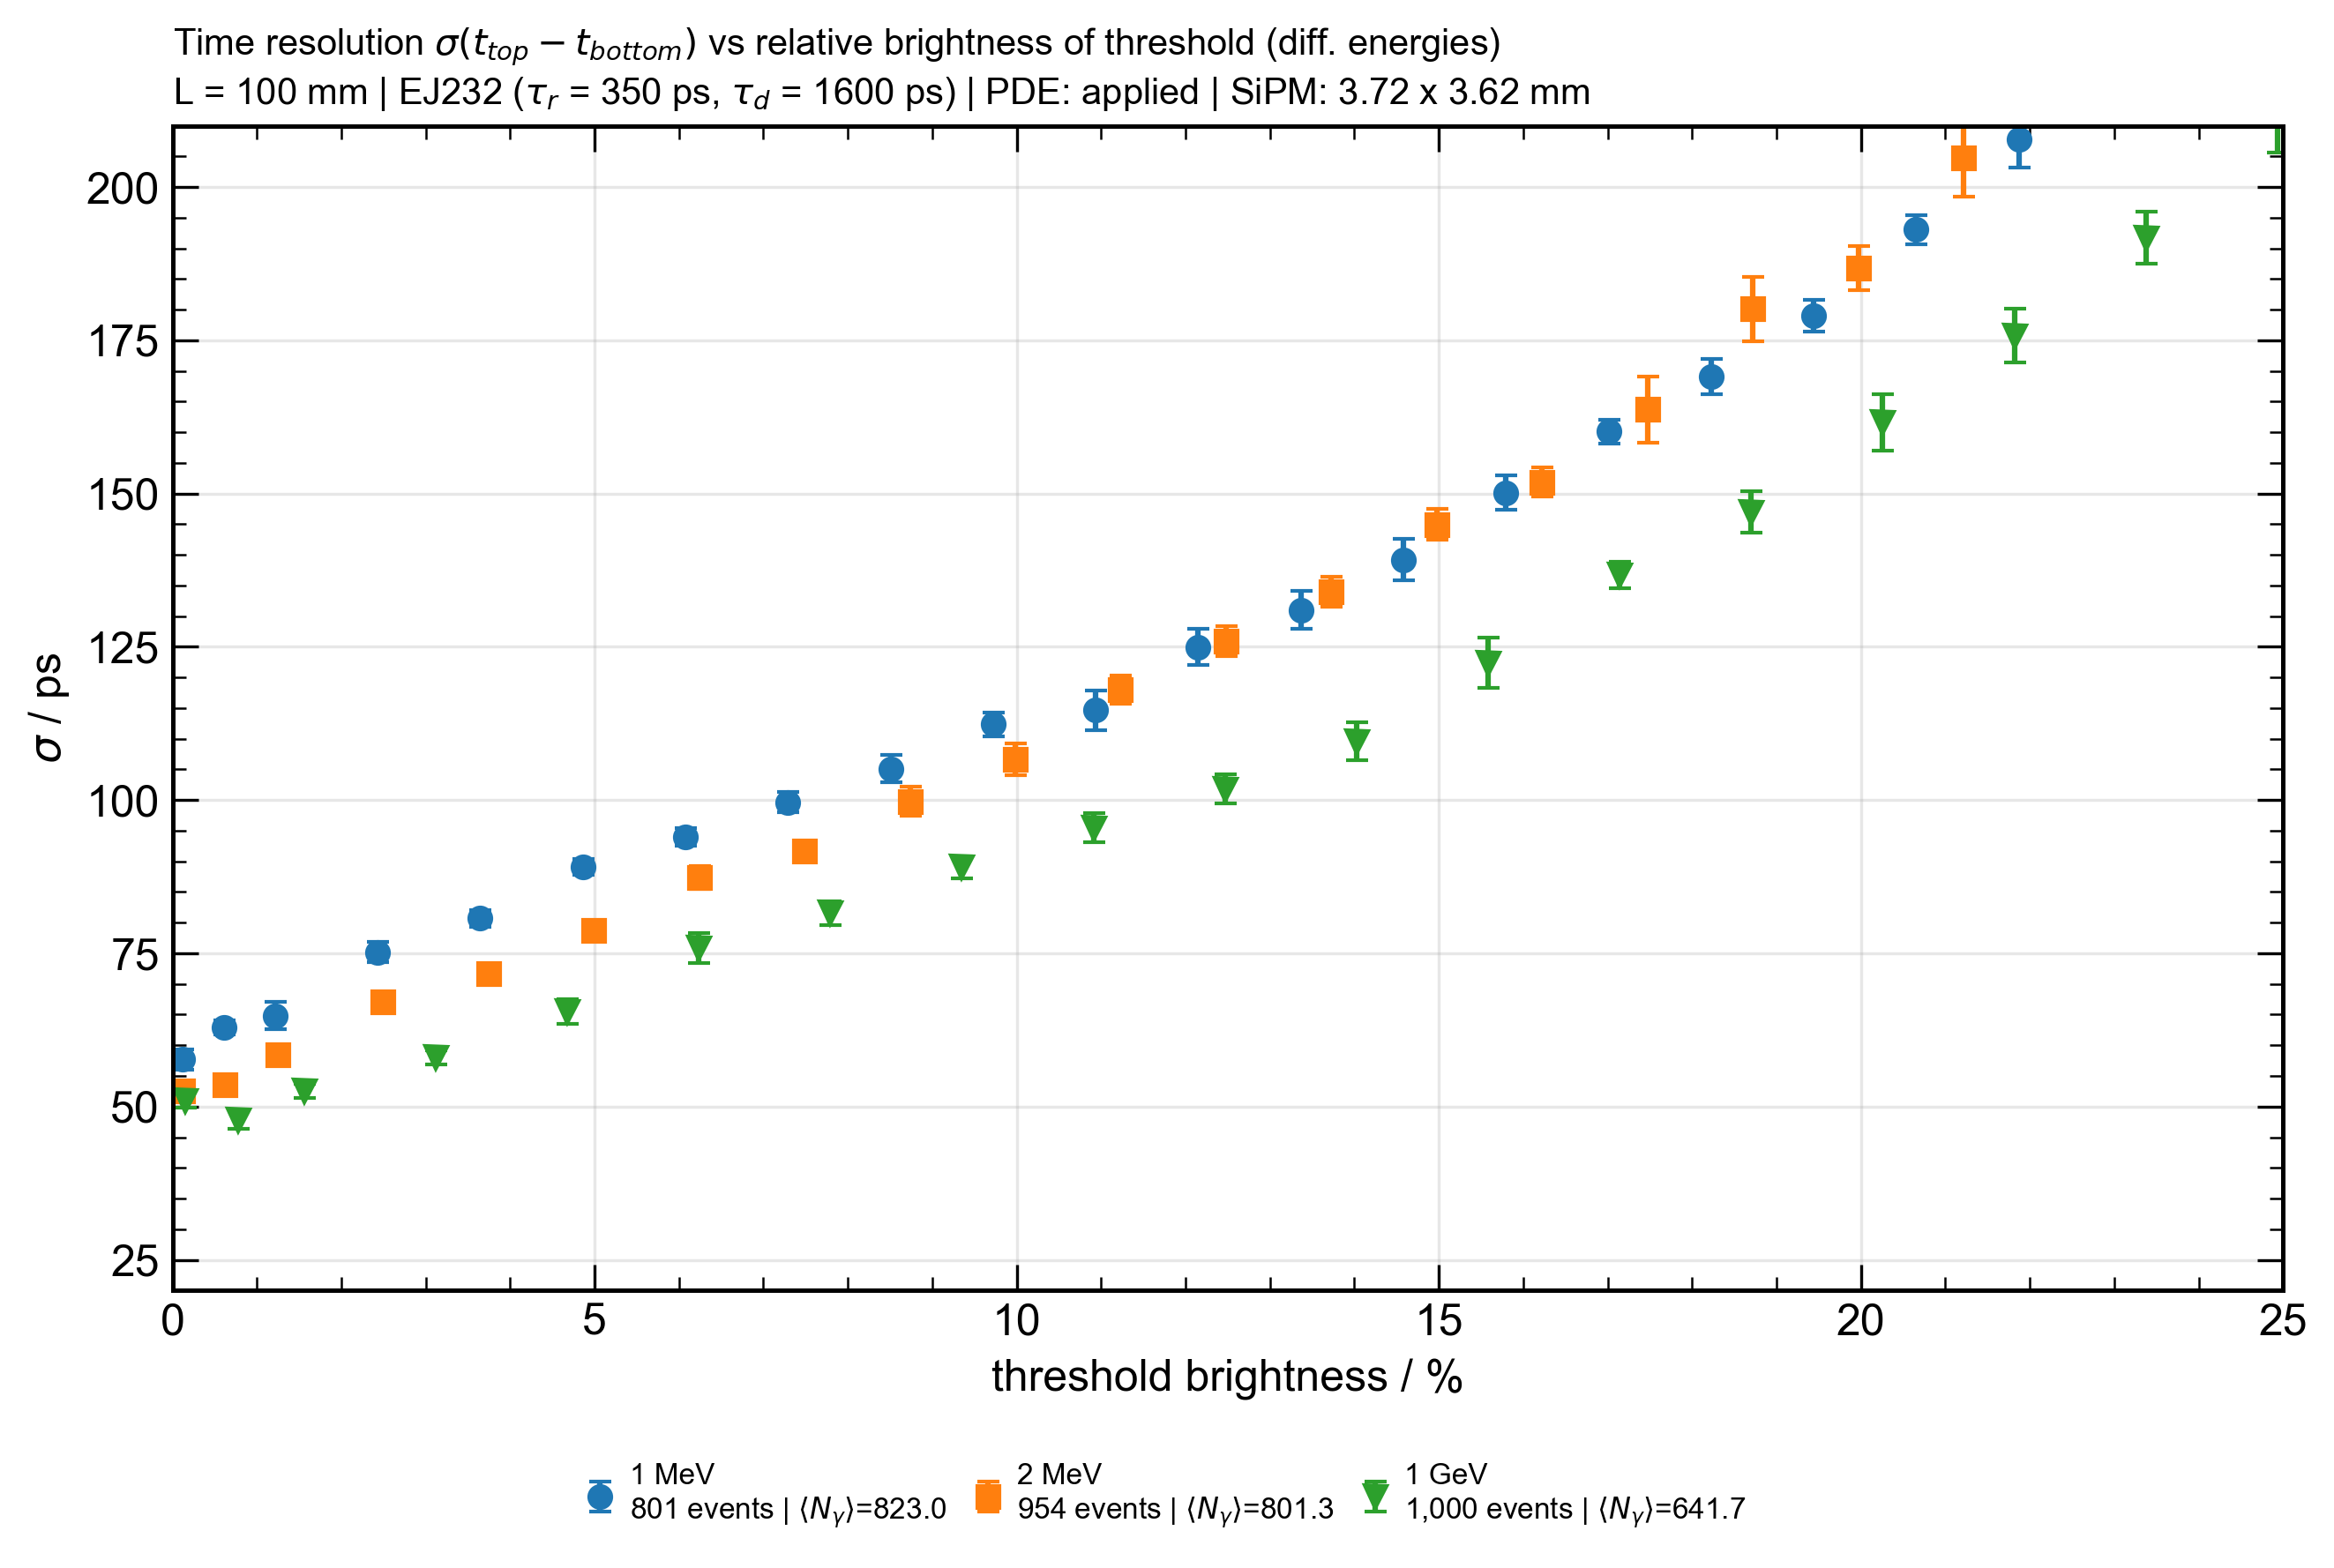 Time resolution σ(t_top − t_bottom) vs relative brightness of threshold (diff. energies)
L = 100 mm | EJ232 (τ_r = 350 ps, τ_d = 1600 ps) | PDE: applied | SiPM: 3.72 x 3.62 mm
200
175
150
125
100
75
50
25
σ / ps
0 5 10 15 20 25
threshold brightness / %
1 MeV
801 events | ⟨N_γ⟩=823.0
2 MeV
954 events | ⟨N_γ⟩=801.3
1 GeV
1,000 events | ⟨N_γ⟩=641.7